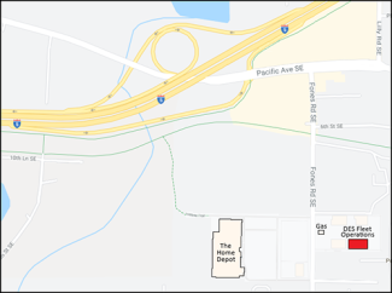 5
Lilly Rd SE
Pacific Ave SE
5
5
Fones Rd SE
6th St SE
10th Ln SE
Fones Rd SE
Gas
DES Fleet
Operations
The
Home
Depot